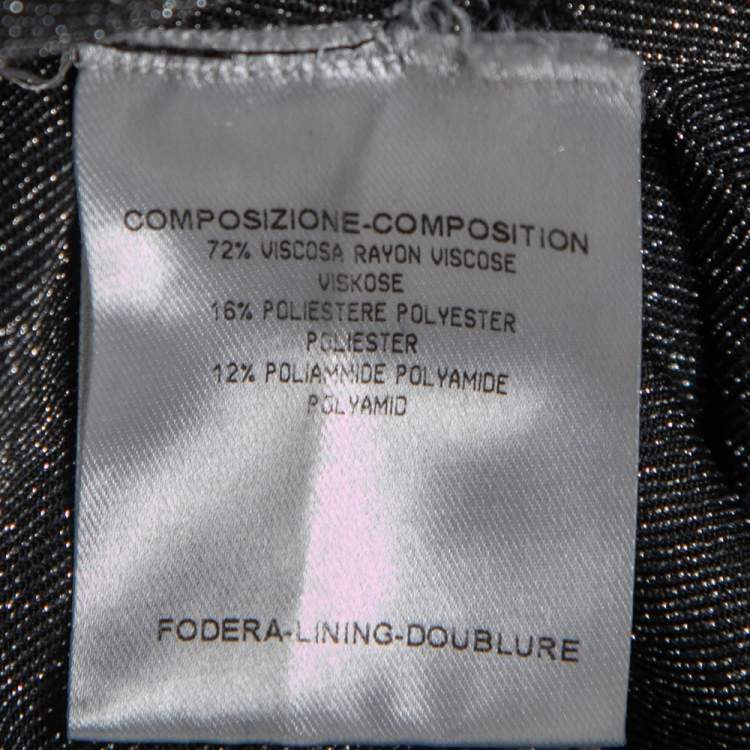 COMPOSIZIONE-COMPOSITION
72% VISCOSA RAYON VISCOSE
VISKOSE
16% POLIESTERE POLYESTER
POLIESTER
12% POLIAMMIDE POLYAMIDE
POLYAMID
FODERA-LINING-DOUBLURE